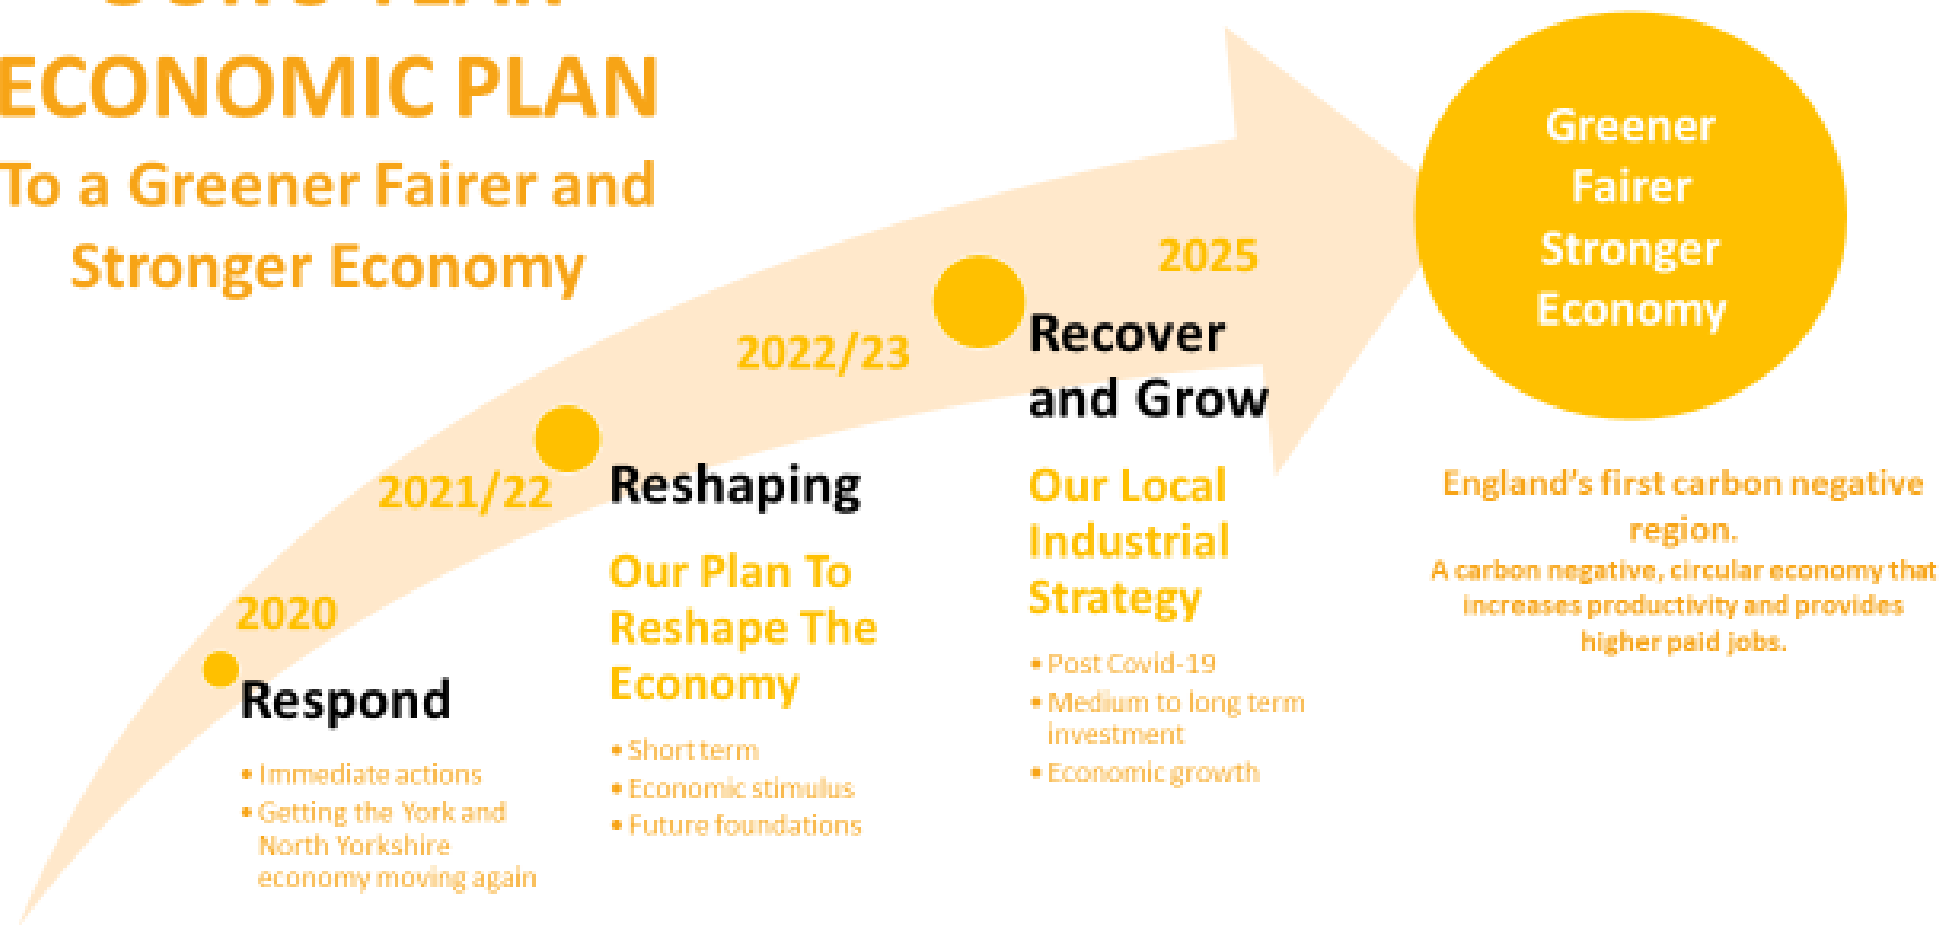 ECONOMIC PLAN
To a Greener Fairer and
Stronger Economy
2020
Respond
• Immediate actions
• Getting the York and
North Yorkshire
economy moving again
2021/22
Reshaping
Our Plan To
Reshape The
Economy
• Short term
• Economic stimulus
• Future foundations
2022/23
Recover
and Grow
Our Local
Industrial
Strategy
• Post Covid-19
• Medium to long term
investment
• Economic growth
2025
Greener
Fairer
Stronger
Economy
England's first carbon negative
region.
A carbon negative, circular economy that
increases productivity and provides
higher paid jobs.